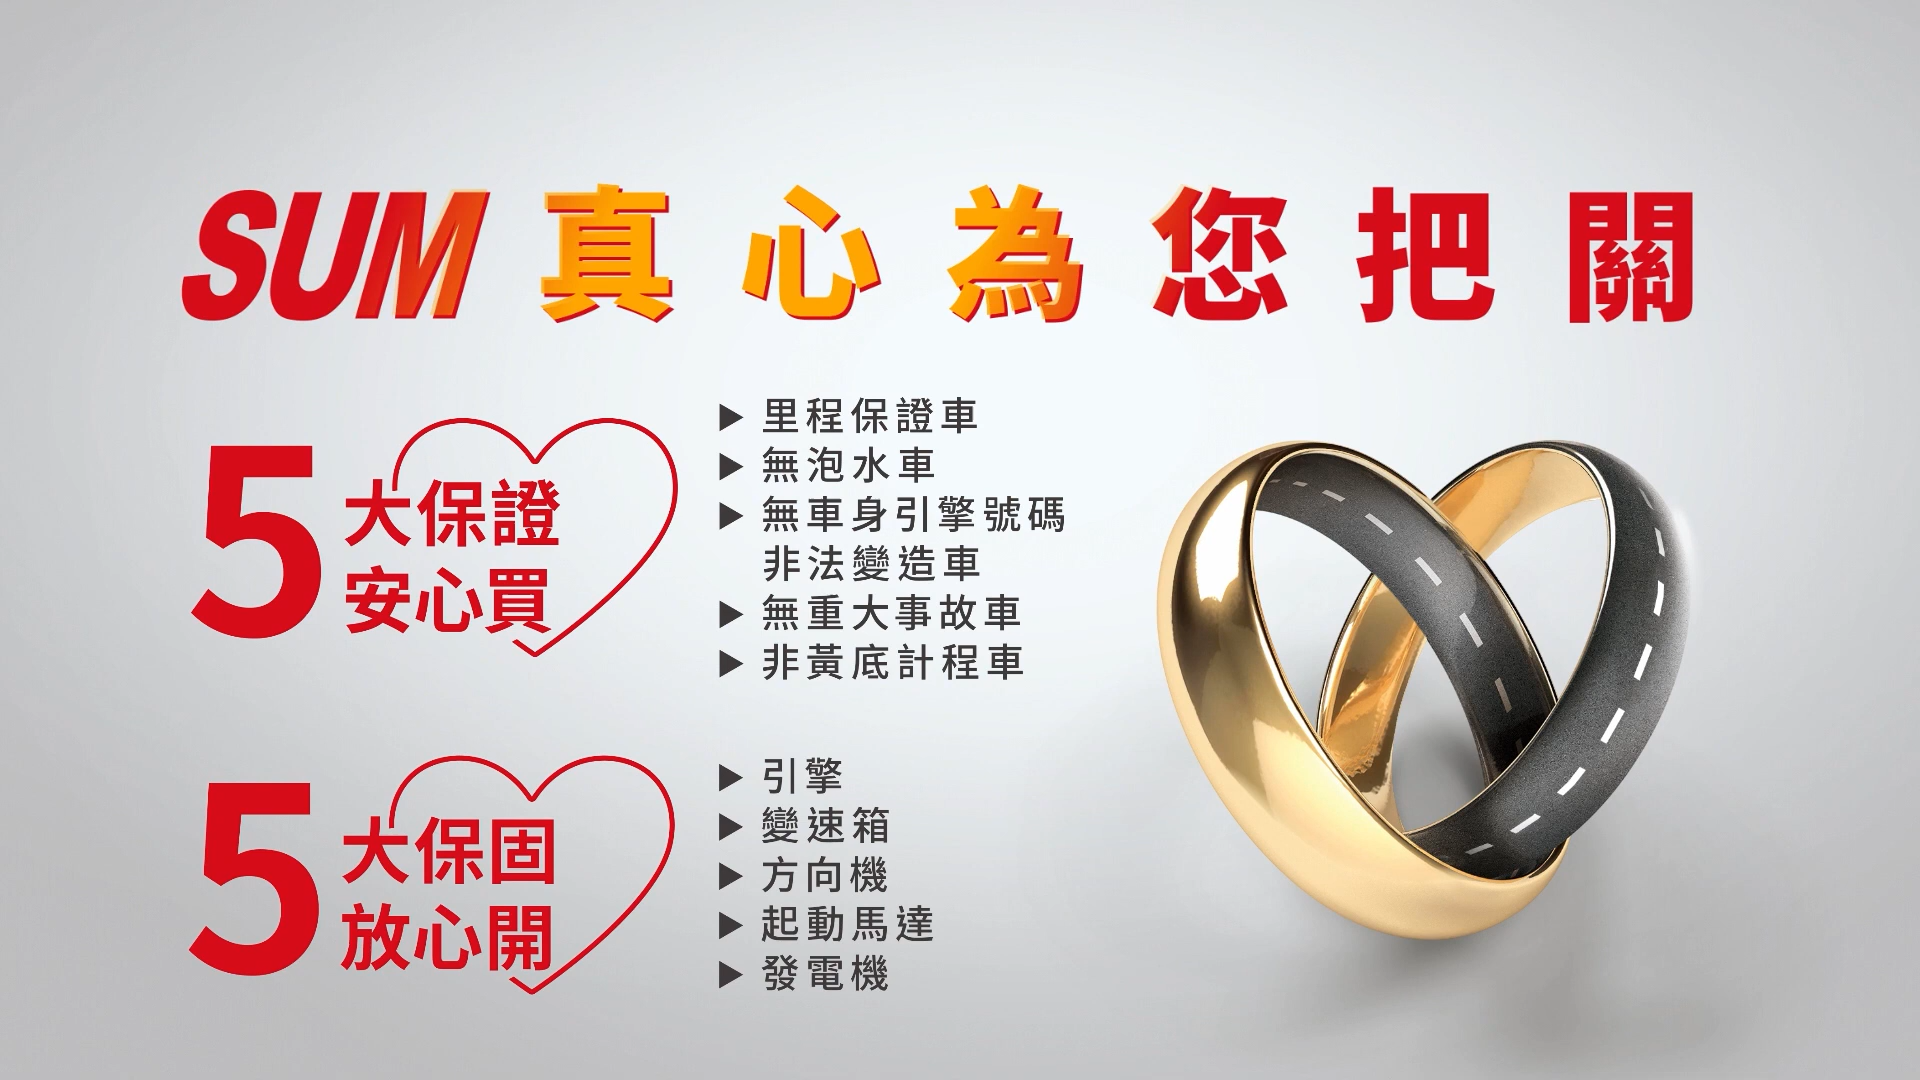 SUM真心為您把關
5大保證
安心買
▶ 里程保證車
▶ 無泡水車
▶ 無車身引擎號碼
非法變造車
▶ 無重大事故車
▶ 非黃底計程車
5大保固
放心開
▶ 引擎
▶ 變速箱
▶ 方向機
▶ 起動馬達
▶ 發電機